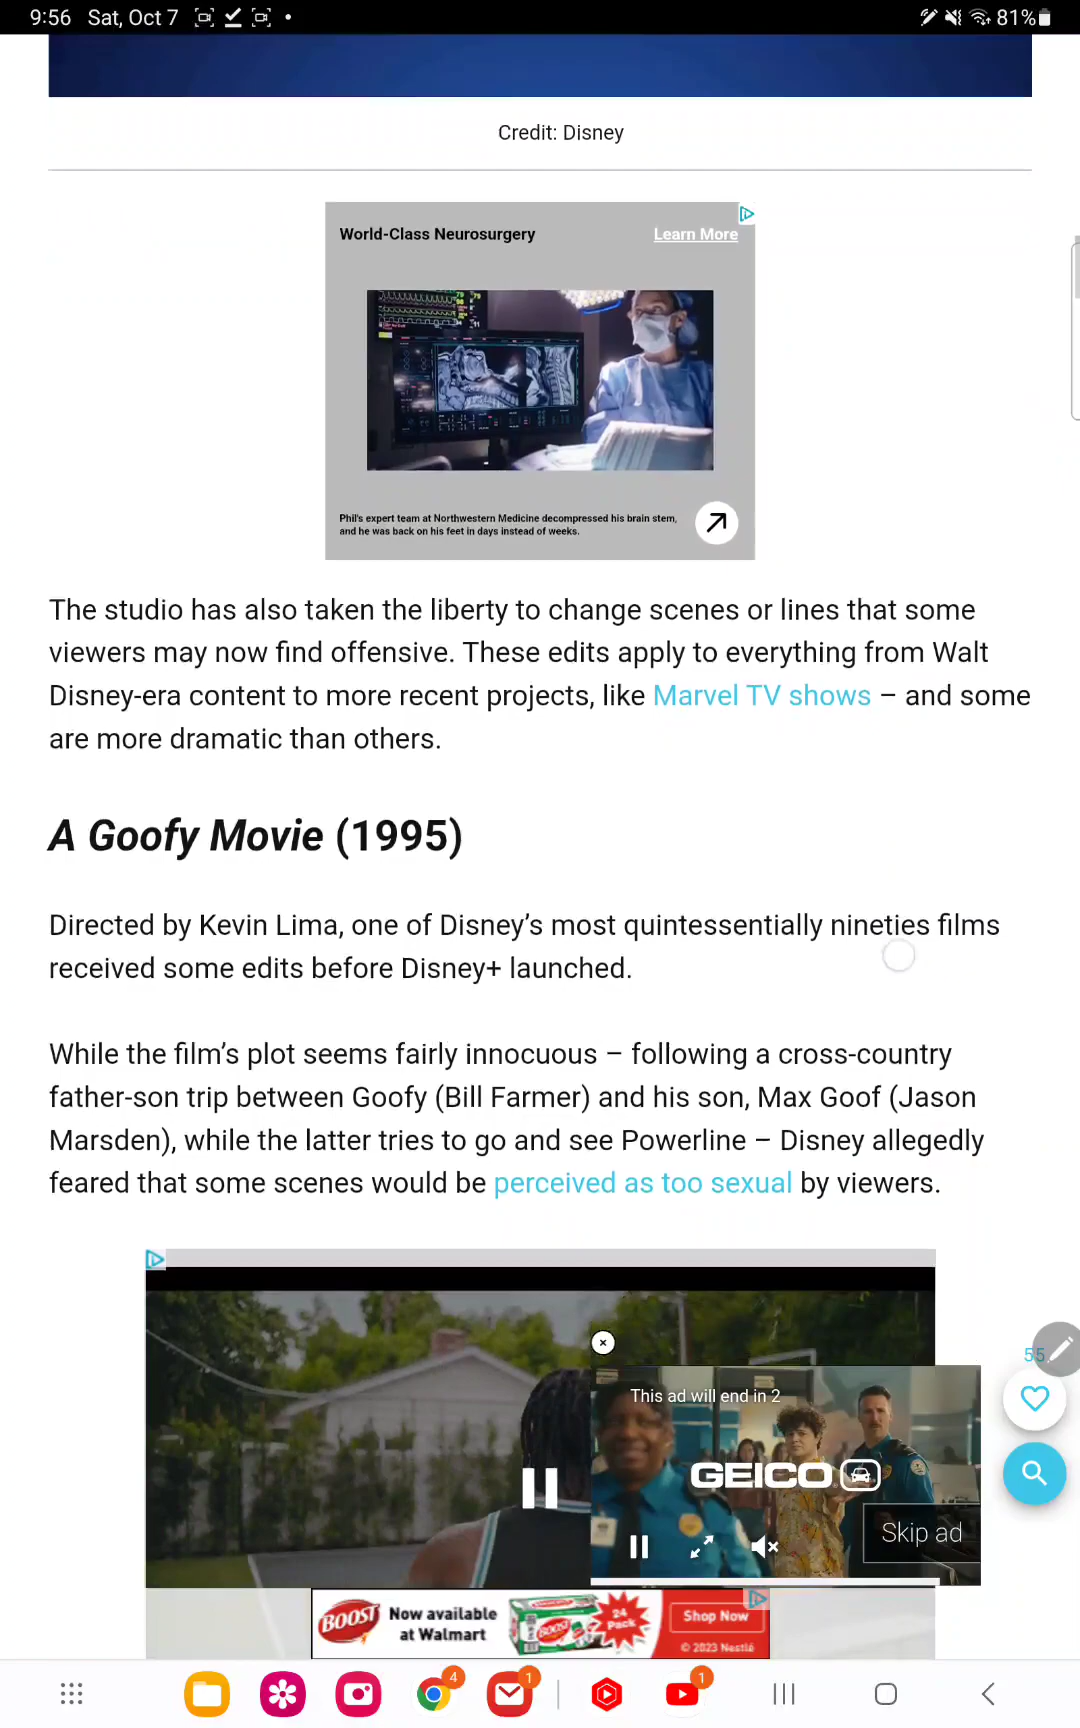 9:56 Sat, Oct 7
81%
Credit: Disney
World-Class Neurosurgery
Learn More
Phil's expert team at Northwestern Medicine decompressed his brain stem,
and he was back on his feet in days instead of weeks.
The studio has also taken the liberty to change scenes or lines that some
viewers may now find offensive. These edits apply to everything from Walt
Disney-era content to more recent projects, like Marvel TV shows – and some
are more dramatic than others.
A Goofy Movie (1995)
Directed by Kevin Lima, one of Disney’s most quintessentially nineties films
received some edits before Disney+ launched.
While the film’s plot seems fairly innocuous – following a cross-country
father-son trip between Goofy (Bill Farmer) and his son, Max Goof (Jason
Marsden), while the latter tries to go and see Powerline – Disney allegedly
feared that some scenes would be perceived as too sexual by viewers.
55
This ad will end in 2
GEICO
Skip ad
BOOST
Now available
at Walmart
BOOST
24
Pack
Shop Now
© 2023 Nestlé
4
1
1